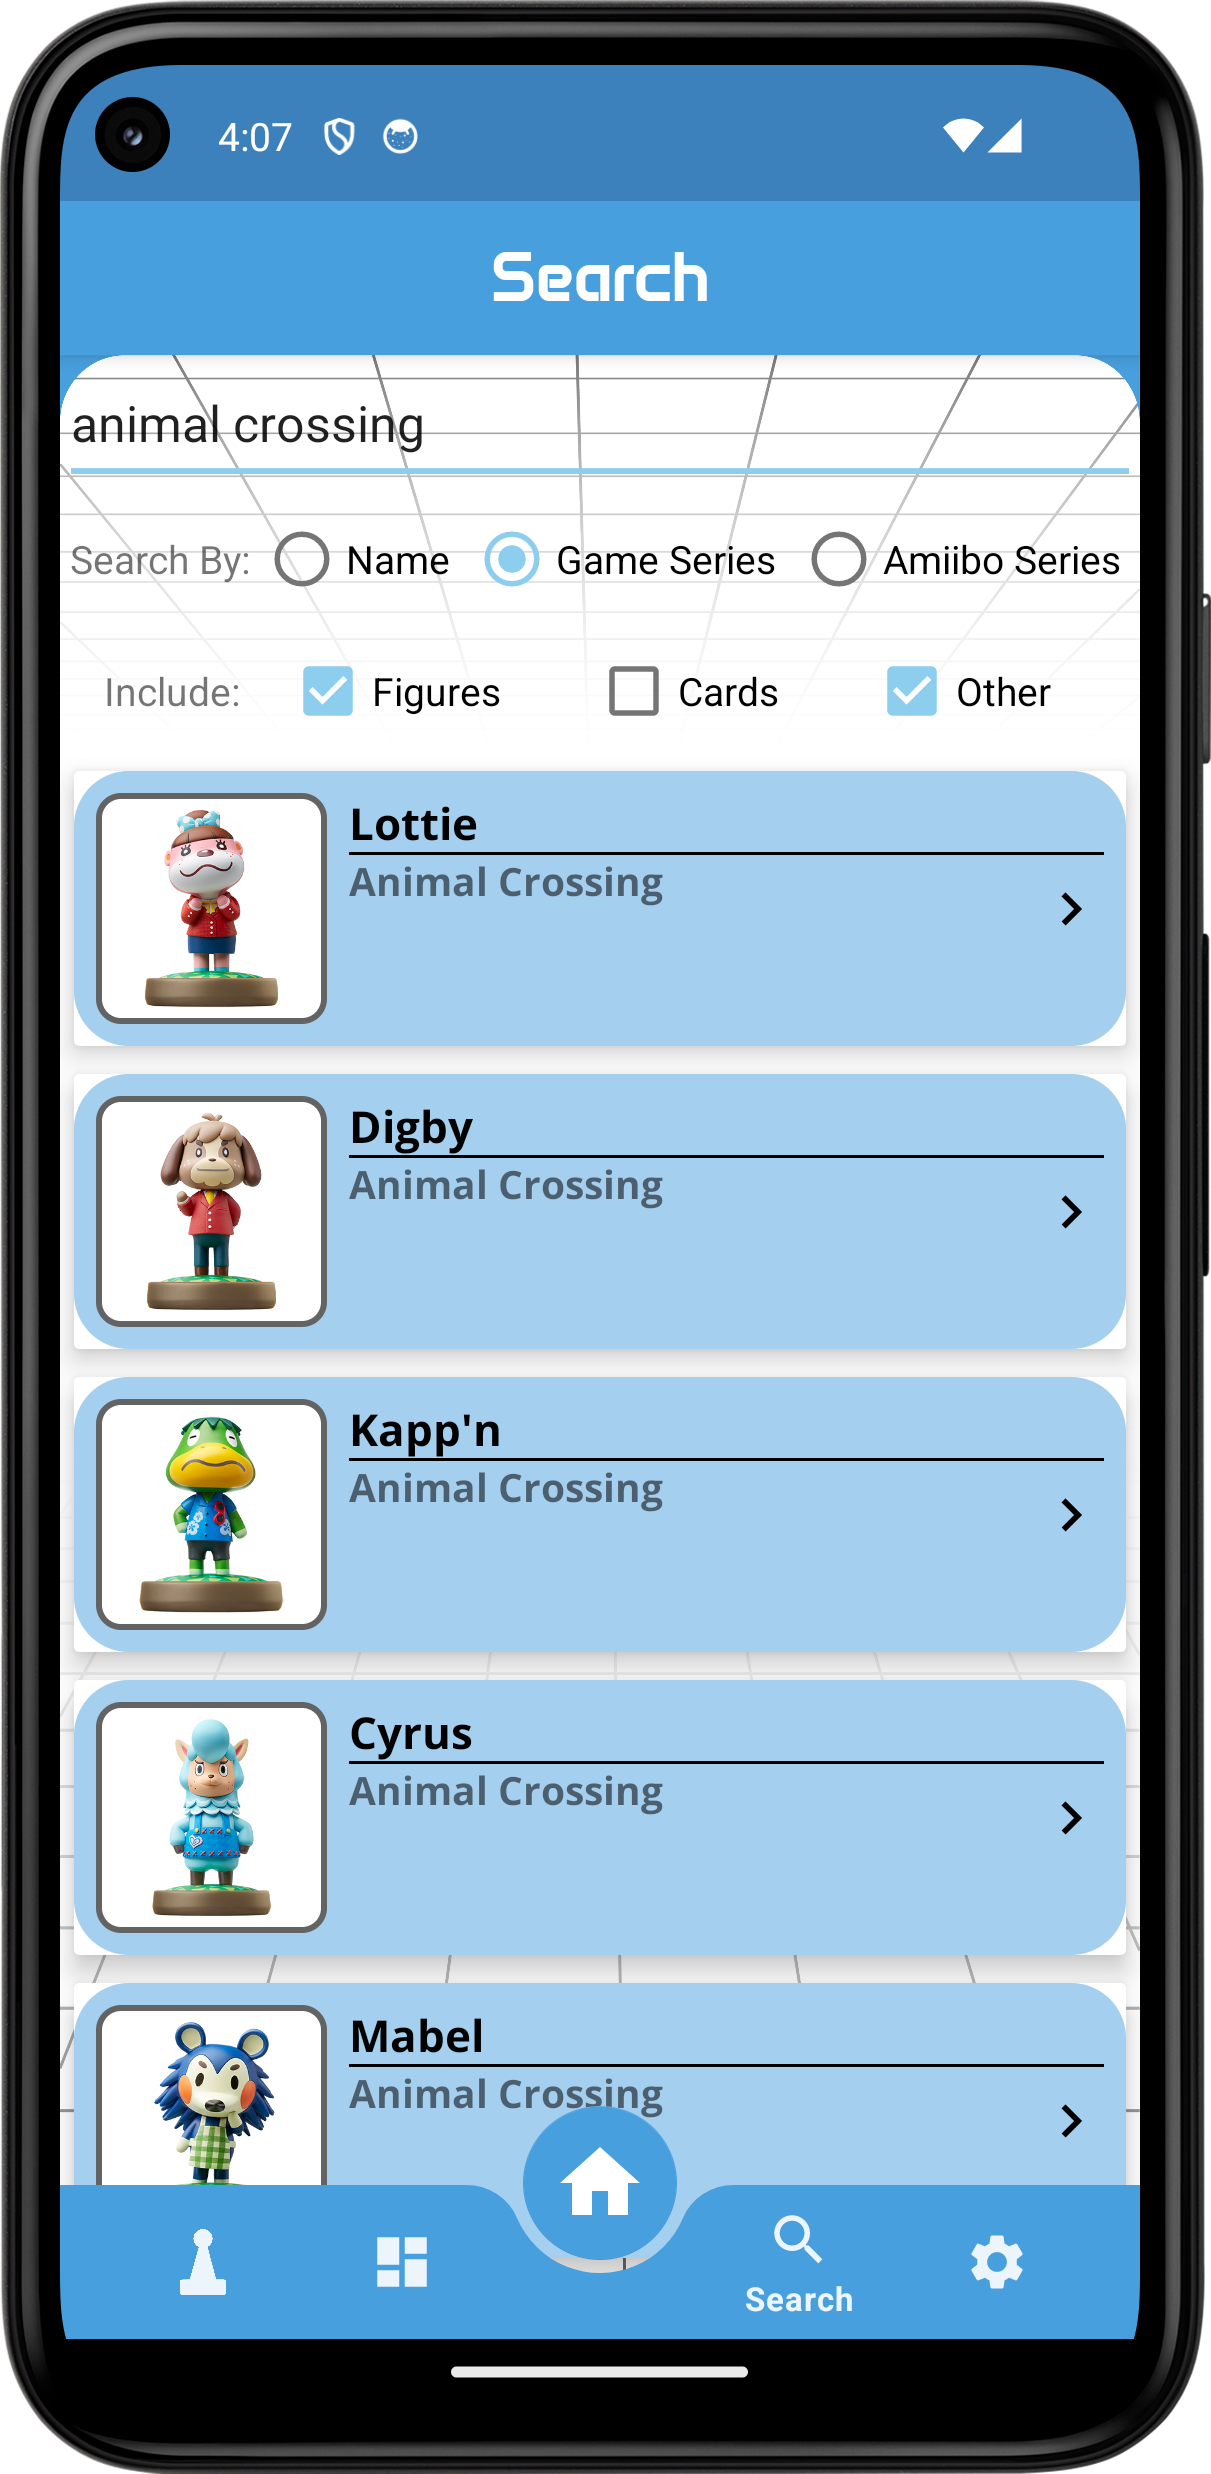 4:07
Search
animal crossing
Search By: Name Game Series Amiibo Series
Include: Figures Cards Other
Lottie
Animal Crossing
Digby
Animal Crossing
Kapp'n
Animal Crossing
Cyrus
Animal Crossing
Mabel
Animal Crossing
Search